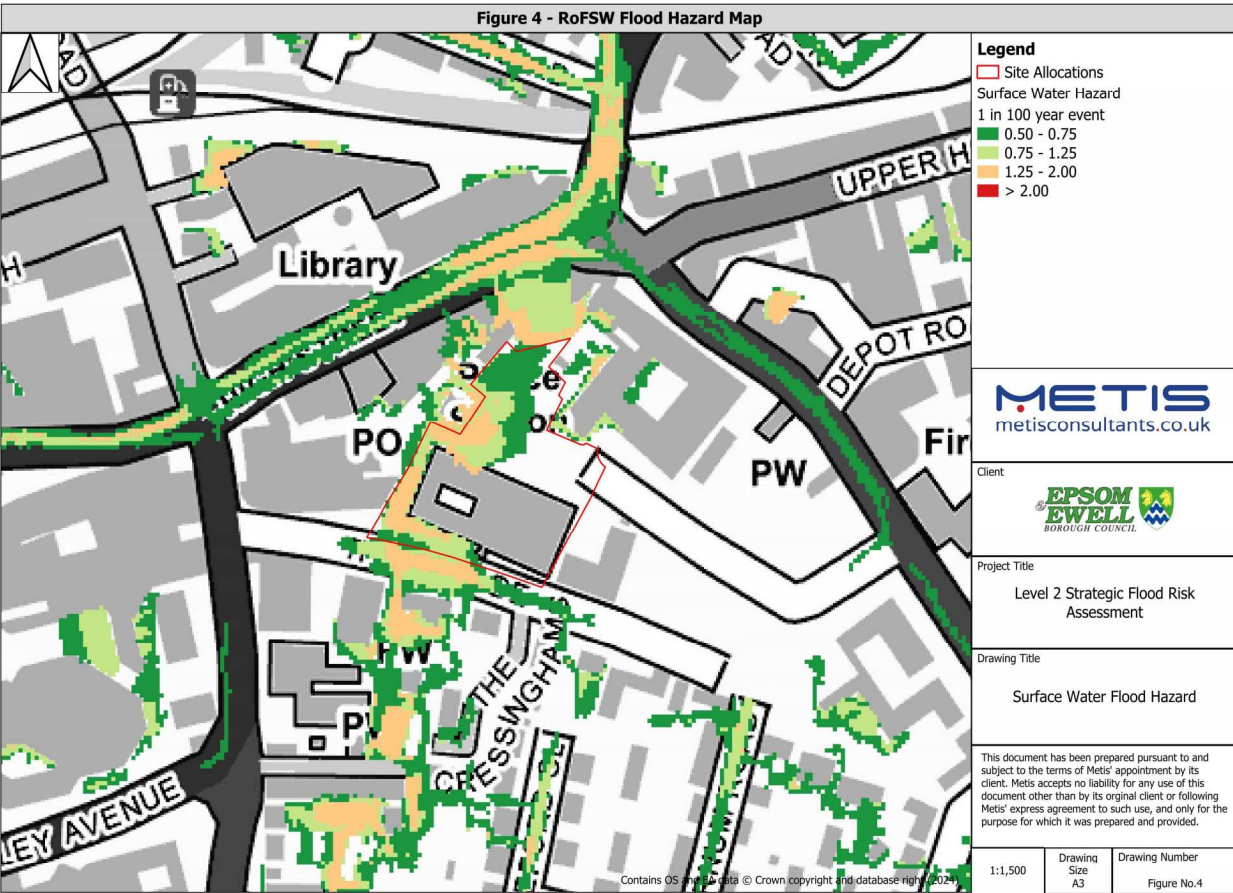 Figure 4 - RoFSW Flood Hazard Map
AD
AD
UPPER H
Library
H
DEPOT RO
PO
PW
Fir
PW
THE
CRESSINGHAM
LEY AVENUE
Contains OS and EA data © Crown copyright and database right (2024)
Legend
Site Allocations
Surface Water Hazard
1 in 100 year event
0.50 - 0.75
0.75 - 1.25
1.25 - 2.00
> 2.00
METIS
metisconsultants.co.uk
Client
EPSOM
& EWELL
BOROUGH COUNCIL
Project Title
Level 2 Strategic Flood Risk
Assessment
Drawing Title
Surface Water Flood Hazard
This document has been prepared pursuant to and
subject to the terms of Metis' appointment by its
client. Metis accepts no liability for any use of this
document other than by its orginal client or following
Metis' express agreement to such use, and only for the
purpose for which it was prepared and provided.
1:1,500
Drawing
Size
A3
Drawing Number
Figure No.4